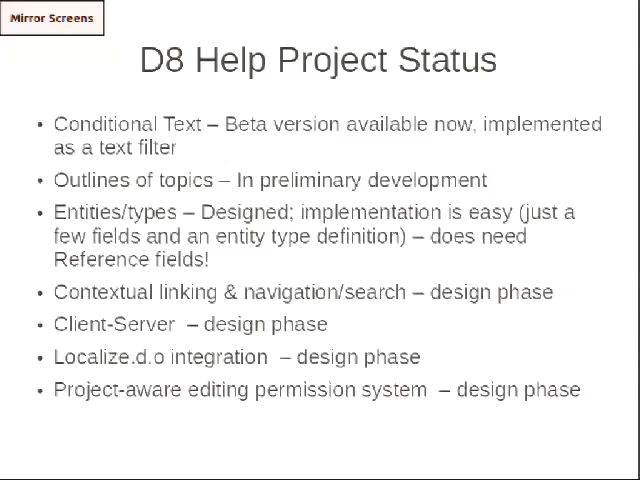 Mirror Screens
D8 Help Project Status
• Conditional Text – Beta version available now, implemented
as a text filter
• Outlines of topics – In preliminary development
• Entities/types – Designed; implementation is easy (just a
few fields and an entity type definition) – does need
Reference fields!
• Contextual linking & navigation/search – design phase
• Client-Server – design phase
• Localize.d.o integration – design phase
• Project-aware editing permission system – design phase